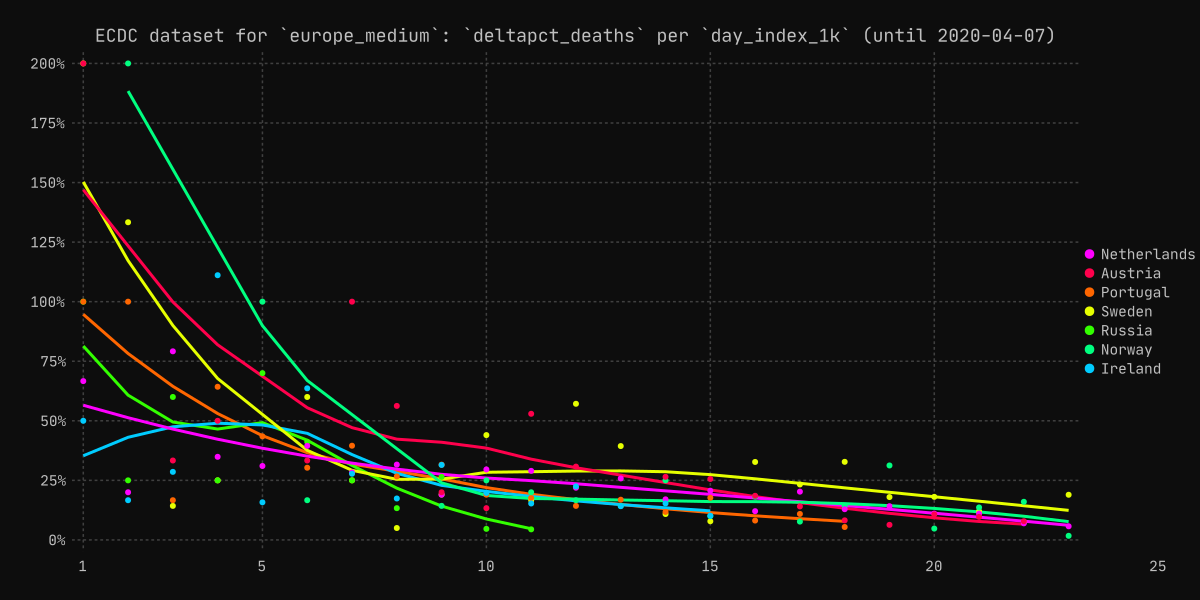 ECDC dataset for `europe_medium`: `deltapct_deaths` per `day_index_1k` (until 2020-04-07)
200%
175%
150%
125%
100%
75%
50%
25%
0%
Netherlands
Austria
Portugal
Sweden
Russia
Norway
Ireland
1 5 10 15 20 25